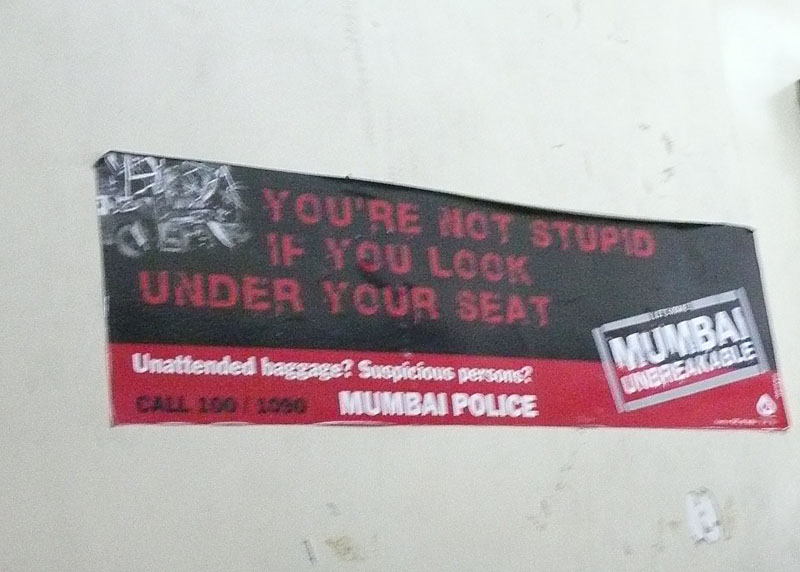 YOU'RE NOT STUPID
IF YOU LOOK
UNDER YOUR SEAT
Unattended baggage? Suspicious persons?
CALL 100 / 1090 MUMBAI POLICE
MUMBAI
UNBREAKABLE